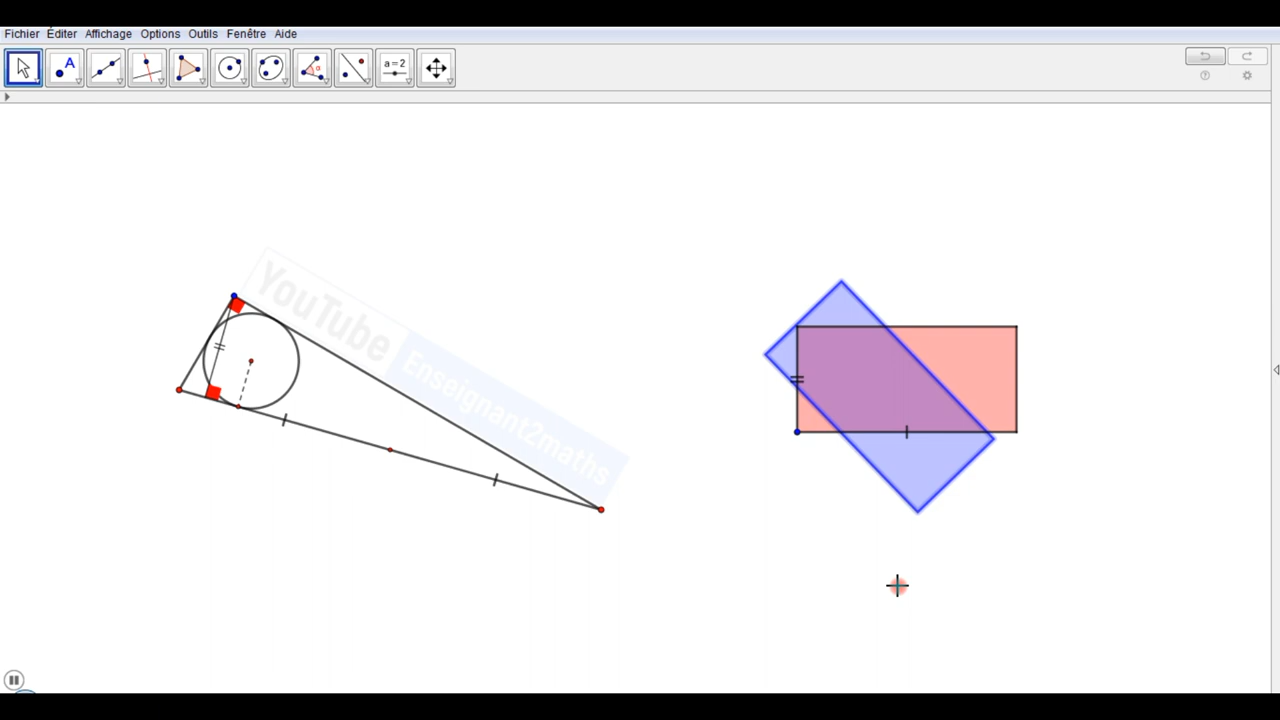 Fichier Éditer Affichage Options Outils Fenêtre Aide
A
α
a = 2
YouTube Enseignant2maths